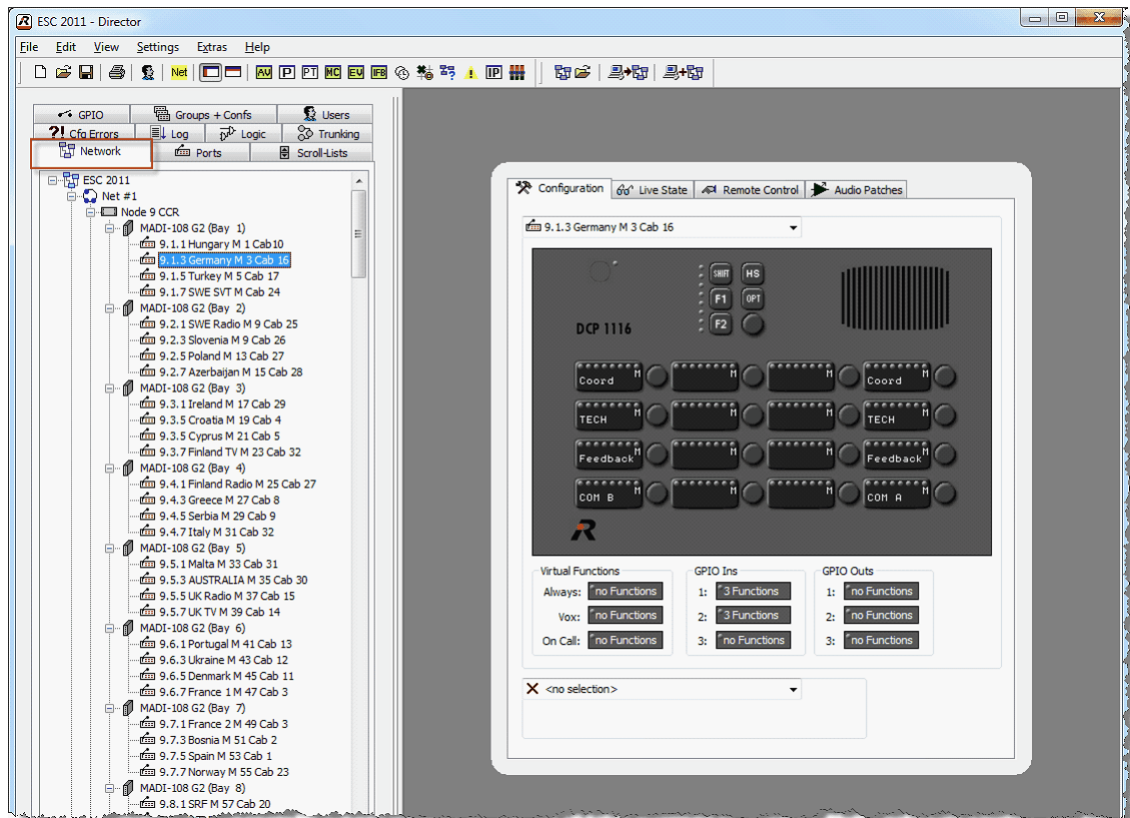 ESC 2011 - Director
File Edit View Settings Extras Help
Net AV P PT MC EV IFB IP
GPIO Groups + Confs Users
?! Cfg Errors Log Logic Trunking
Network Ports Scroll-Lists
ESC 2011
Net #1
Node 9 CCR
MADI-108 G2 (Bay 1)
9.1.1 Hungary M 1 Cab10
9.1.3 Germany M 3 Cab 16
9.1.5 Turkey M 5 Cab 17
9.1.7 SWE SVT M Cab 24
MADI-108 G2 (Bay 2)
9.2.1 SWE Radio M 9 Cab 25
9.2.3 Slovenia M 9 Cab 26
9.2.5 Poland M 13 Cab 27
9.2.7 Azerbaijan M 15 Cab 28
MADI-108 G2 (Bay 3)
9.3.1 Ireland M 17 Cab 29
9.3.5 Croatia M 19 Cab 4
9.3.5 Cyprus M 21 Cab 5
9.3.7 Finland TV M 23 Cab 32
MADI-108 G2 (Bay 4)
9.4.1 Finland Radio M 25 Cab 27
9.4.3 Greece M 27 Cab 8
9.4.5 Serbia M 29 Cab 9
9.4.7 Italy M 31 Cab 32
MADI-108 G2 (Bay 5)
9.5.1 Malta M 33 Cab 31
9.5.3 AUSTRALIA M 35 Cab 30
9.5.5 UK Radio M 37 Cab 15
9.5.7 UK TV M 39 Cab 14
MADI-108 G2 (Bay 6)
9.6.1 Portugal M 41 Cab 13
9.6.3 Ukraine M 43 Cab 12
9.6.5 Denmark M 45 Cab 11
9.6.7 France 1 M 47 Cab 3
MADI-108 G2 (Bay 7)
9.7.1 France 2 M 49 Cab 3
9.7.3 Bosnia M 51 Cab 2
9.7.5 Spain M 53 Cab 1
9.7.7 Norway M 55 Cab 23
MADI-108 G2 (Bay 8)
9.8.1 SRF M 57 Cab 20
Configuration Live State Remote Control Audio Patches
9.1.3 Germany M 3 Cab 16
SHIFT HS
F1 OPT
F2
DCP 1116
Coord M M M Coord M
TECH M M M TECH M
Feedback M M M Feedback M
COM B M M M COM A M
R
Virtual Functions GPIO Ins GPIO Outs
Always: no Functions 1: 3 Functions 1: no Functions
Vox: no Functions 2: 3 Functions 2: no Functions
On Call: no Functions 3: no Functions 3: no Functions
<no selection>